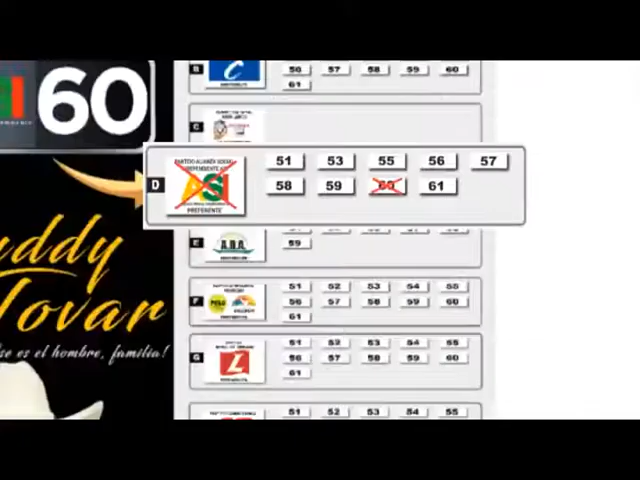 60
uddy
Tovar
se es el hombre, familia!
B
56 57 58 59 60
61
C
D
PARTIDO ALIANZA SOCIAL
INDEPENDIENTE ASI
ASI
PREFERENTE
51 53 55 56 57
58 59 60 61
E
A.D.A.
59
F
POLO
51 52 53 54 55
56 57 58 59 60
61
G
L
51 52 53 54 55
56 57 58 59 60
61
51 52 53 54 55